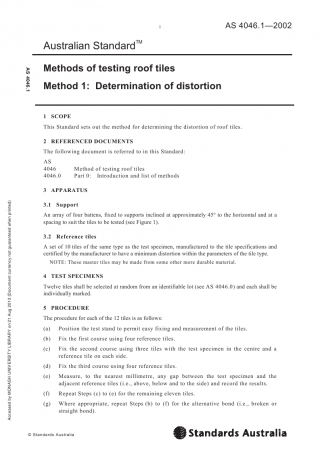 1
AS 4046.1—2002
Australian Standard™
Methods of testing roof tiles
Method 1: Determination of distortion
AS 4046.1
1 SCOPE
This Standard sets out the method for determining the distortion of roof tiles.
2 REFERENCED DOCUMENTS
The following document is referred to in this Standard:
AS
4046 Method of testing roof tiles
4046.0 Part 0: Introduction and list of methods
3 APPARATUS
3.1 Support
An array of four battens, fixed to supports inclined at approximately 45° to the horizontal and at a
spacing to suit the tiles to be tested (see Figure 1).
3.2 Reference tiles
A set of 10 tiles of the same type as the test specimen, manufactured to the tile specifications and
certified by the manufacturer to have a minimum distortion within the parameters of the tile type.
NOTE: These master tiles may be made from some other more durable material.
4 TEST SPECIMENS
Twelve tiles shall be selected at random from an identifiable lot (see AS 4046.0) and each shall be
individually marked.
5 PROCEDURE
The procedure for each of the 12 tiles is as follows:
(a) Position the test stand to permit easy fixing and measurement of the tiles.
(b) Fix the first course using four reference tiles.
(c) Fix the second course using three tiles with the test specimen in the centre and a
reference tile on each side.
(d) Fix the third course using four reference tiles.
(e) Measure, to the nearest millimetre, any gap between the test specimen and the
adjacent reference tiles (i.e., above, below and to the side) and record the results.
(f) Repeat Steps (c) to (e) for the remaining eleven tiles.
(g) Where appropriate, repeat Steps (b) to (f) for the alternative bond (i.e., broken or
straight bond).
Accessed by MONASH UNIVERSITY LIBRARY on 21 Aug 2013 (Document currency not guaranteed when printed)
© Standards Australia
Standards Australia